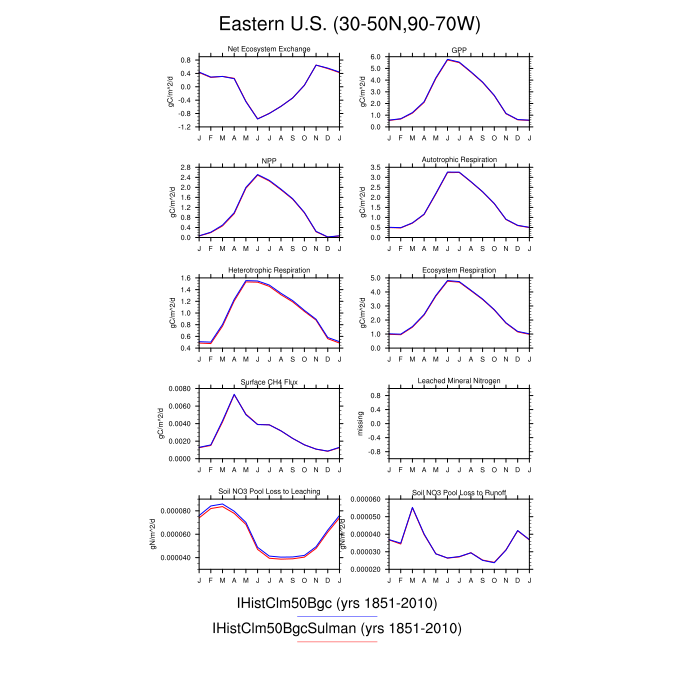 Eastern U.S. (30-50N,90-70W)
Net Ecosystem Exchange
gC/m^2/d
0.8
0.4
0.0
-0.4
-0.8
-1.2
J F M A M J J A S O N D J
GPP
gC/m^2/d
6.0
5.0
4.0
3.0
2.0
1.0
0.0
J F M A M J J A S O N D J
NPP
gC/m^2/d
2.8
2.4
2.0
1.6
1.2
0.8
0.4
0.0
J F M A M J J A S O N D J
Autotrophic Respiration
gC/m^2/d
3.5
3.0
2.5
2.0
1.5
1.0
0.5
0.0
J F M A M J J A S O N D J
Heterotrophic Respiration
gC/m^2/d
1.6
1.4
1.2
1.0
0.8
0.6
0.4
J F M A M J J A S O N D J
Ecosystem Respiration
gC/m^2/d
5.0
4.0
3.0
2.0
1.0
0.0
J F M A M J J A S O N D J
Surface CH4 Flux
gC/m^2/d
0.0080
0.0060
0.0040
0.0020
0.0000
J F M A M J J A S O N D J
Leached Mineral Nitrogen
missing
0.8
0.4
0.0
-0.4
-0.8
J F M A M J J A S O N D J
Soil NO3 Pool Loss to Leaching
gN/m^2/d
0.000080
0.000060
0.000040
J F M A M J J A S O N D J
Soil NO3 Pool Loss to Runoff
gN/m^2/d
0.000060
0.000050
0.000040
0.000030
0.000020
J F M A M J J A S O N D J
IHistClm50Bgc (yrs 1851-2010)
IHistClm50BgcSulman (yrs 1851-2010)